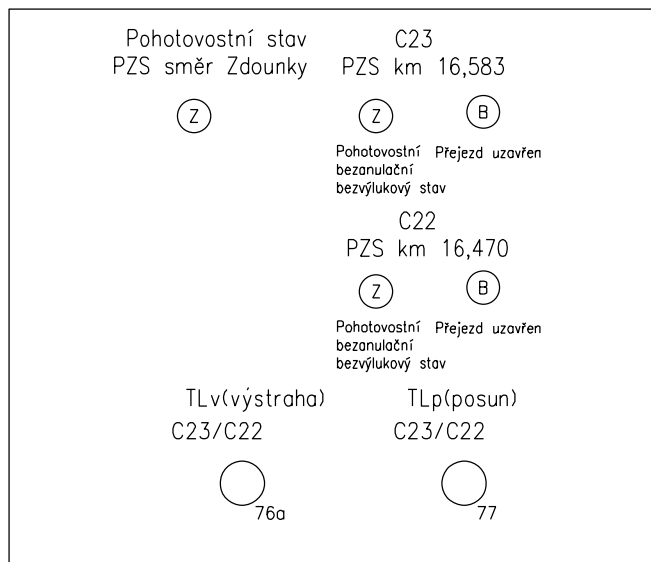 Pohotovostní stav
PZS směr Zdounky
Z
C23
PZS km 16,583
Z B
Pohotovostní
bezanulační
bezvýlukový stav
Přejezd uzavřen
C22
PZS km 16,470
Z B
Pohotovostní
bezanulační
bezvýlukový stav
Přejezd uzavřen
TLv(výstraha)
C23/C22
76a
TLp(posun)
C23/C22
77